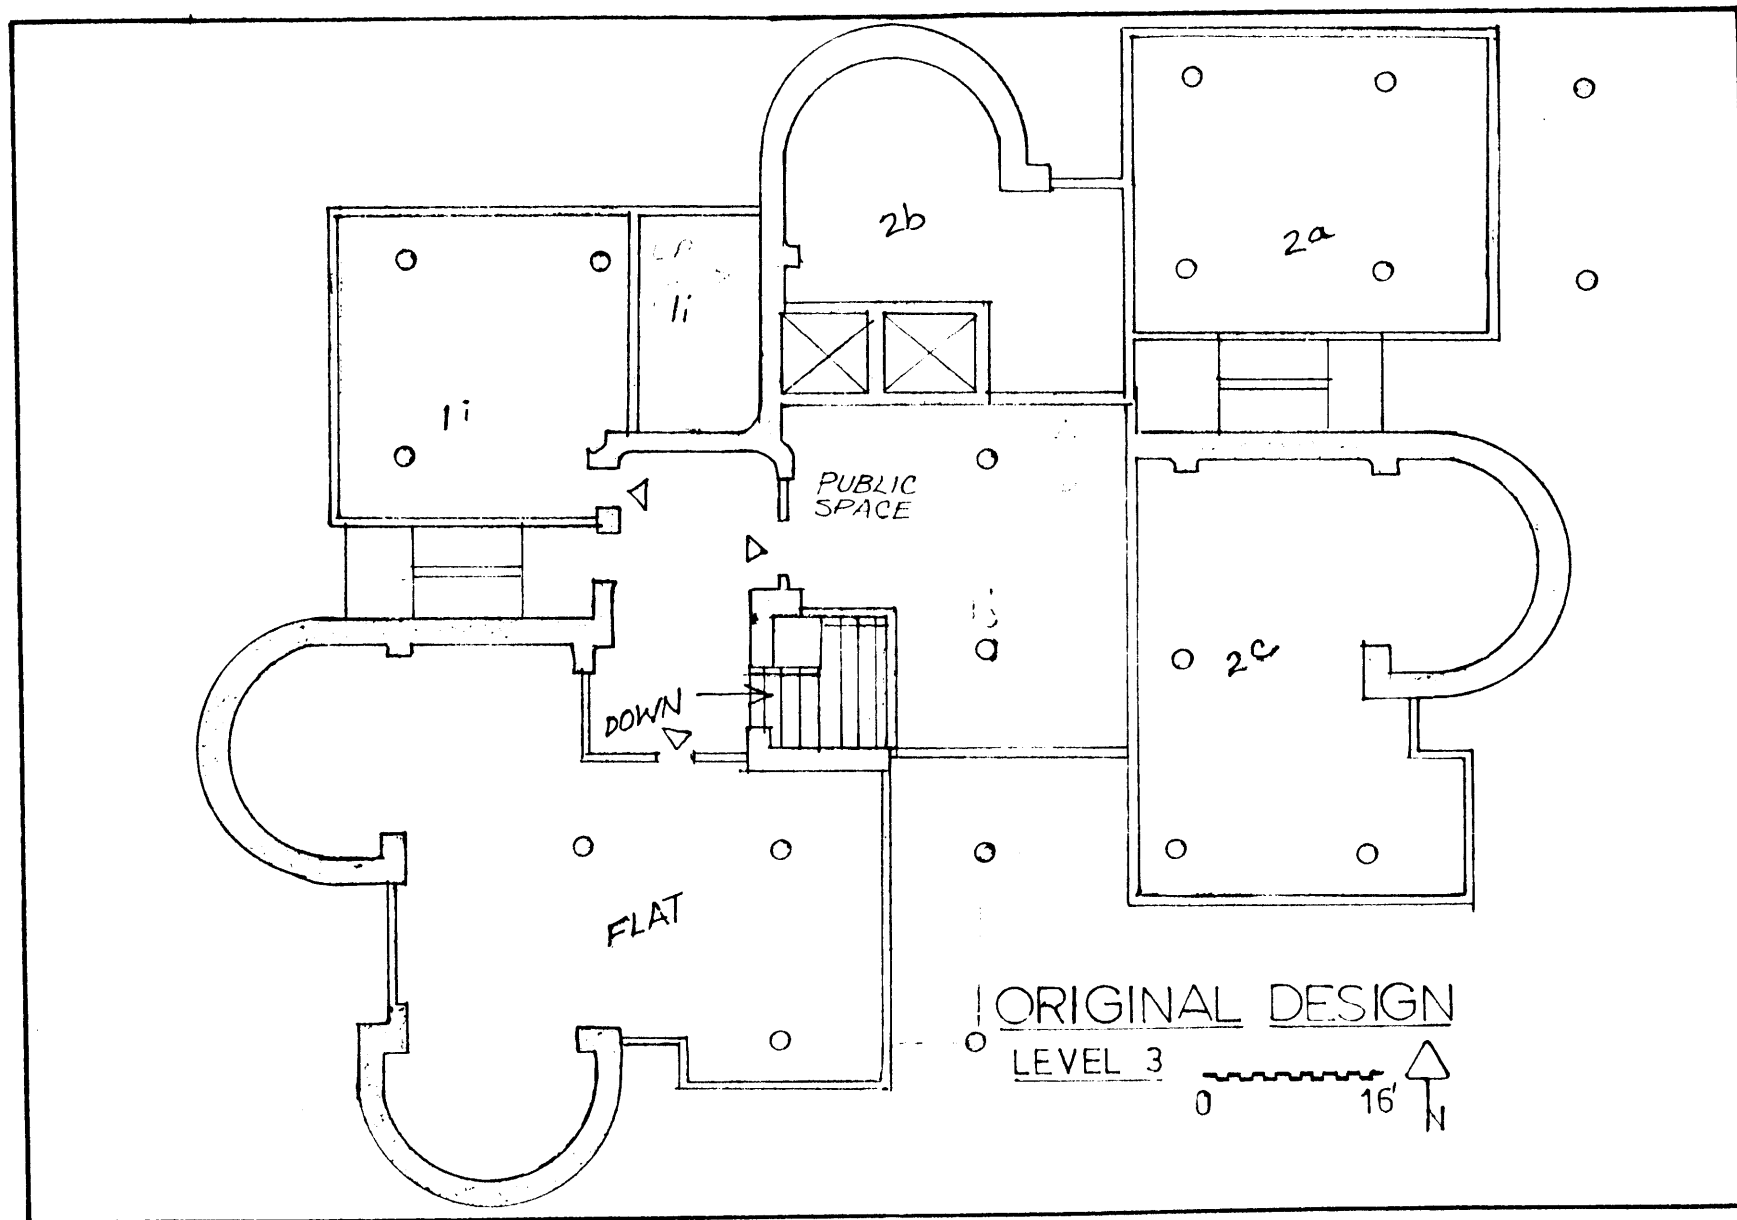 2b
2a
1i
1i
PUBLIC
SPACE
2c
DOWN
FLAT
ORIGINAL DESIGN
LEVEL 3
0 16'
N